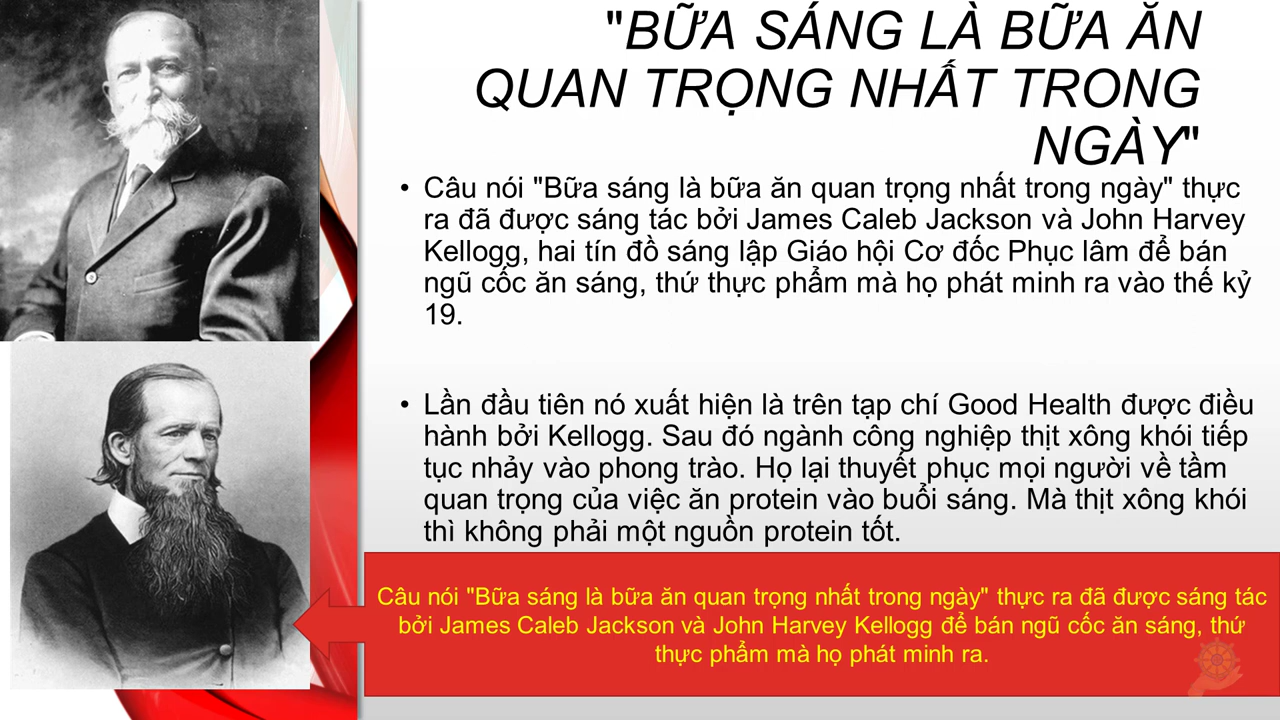 "BỮA SÁNG LÀ BỮA ĂN
QUAN TRỌNG NHẤT TRONG
NGÀY"
• Câu nói "Bữa sáng là bữa ăn quan trọng nhất trong ngày" thực
ra đã được sáng tác bởi James Caleb Jackson và John Harvey
Kellogg, hai tín đồ sáng lập Giáo hội Cơ đốc Phục lâm để bán
ngũ cốc ăn sáng, thứ thực phẩm mà họ phát minh ra vào thế kỷ
19.
• Lần đầu tiên nó xuất hiện là trên tạp chí Good Health được điều
hành bởi Kellogg. Sau đó ngành công nghiệp thịt xông khói tiếp
tục nhảy vào phong trào. Họ lại thuyết phục mọi người về tầm
quan trọng của việc ăn protein vào buổi sáng. Mà thịt xông khói
thì không phải một nguồn protein tốt.
Câu nói "Bữa sáng là bữa ăn quan trọng nhất trong ngày" thực ra đã được sáng tác
bởi James Caleb Jackson và John Harvey Kellogg để bán ngũ cốc ăn sáng, thứ
thực phẩm mà họ phát minh ra.